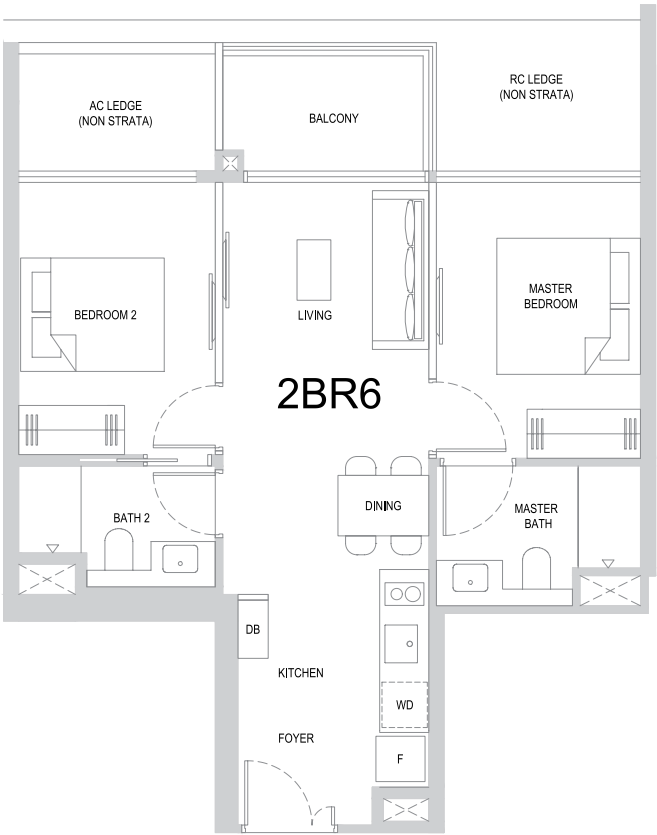 AC LEDGE
(NON STRATA)
BALCONY
RC LEDGE
(NON STRATA)
BEDROOM 2
LIVING
MASTER
BEDROOM
2BR6
BATH 2
DINING
MASTER
BATH
DB
KITCHEN
WD
FOYER
F